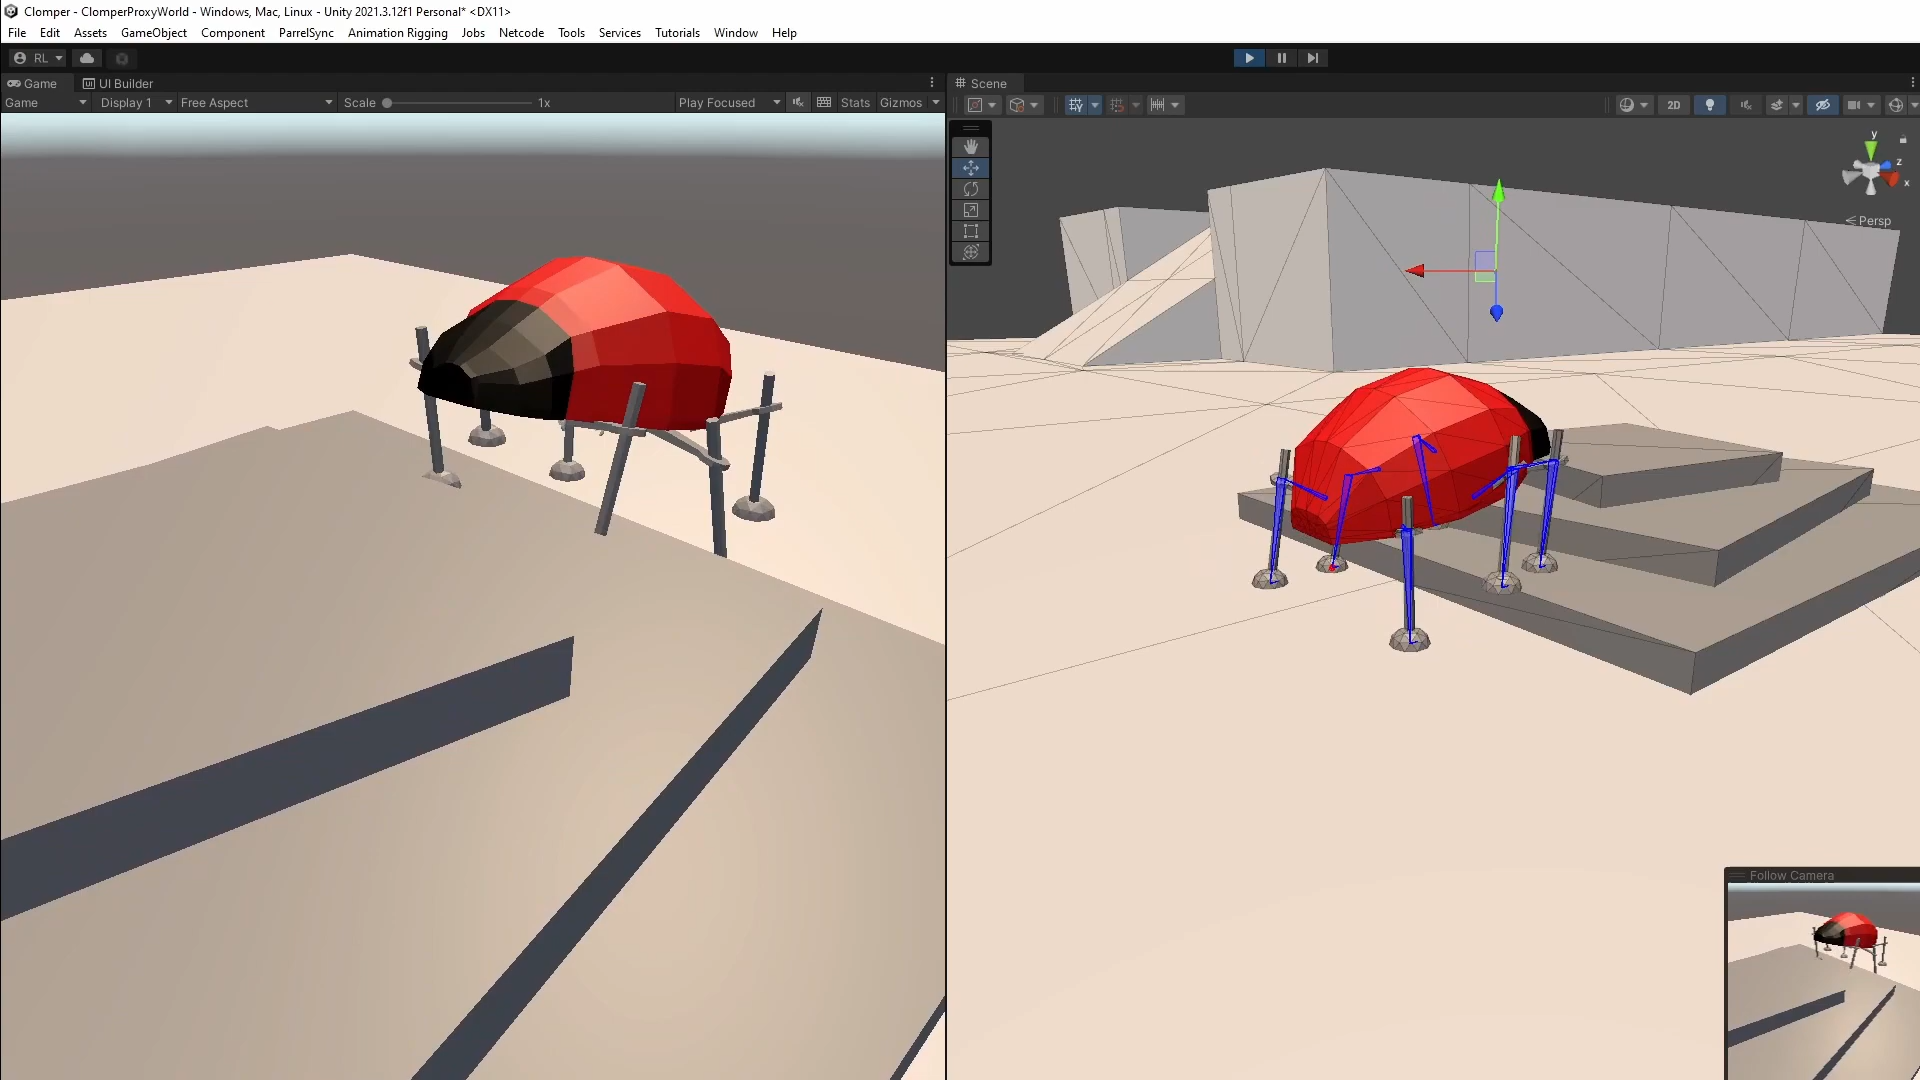 Clomper - ClomperProxyWorld - Windows, Mac, Linux - Unity 2021.3.12f1 Personal* <DX11>
File Edit Assets GameObject Component ParrelSync Animation Rigging Jobs Netcode Tools Services Tutorials Window Help
RL
Game UI Builder
Scene
Game Display 1 Free Aspect Scale 1x Play Focused Stats Gizmos
2D
y
z
x
Persp
Follow Camera